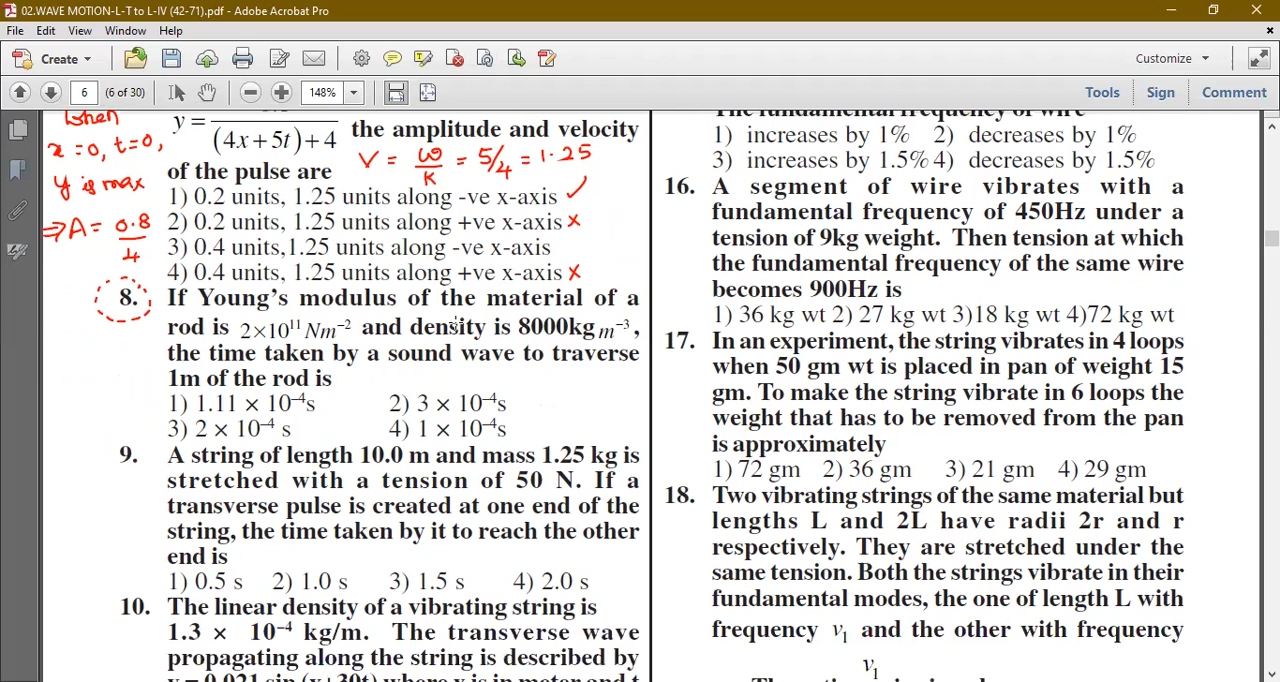 02.WAVE MOTION-L-T to L-IV (42-71).pdf - Adobe Acrobat Pro
File Edit View Window Help
Create Customize
6 (6 of 30) 148% Tools Sign Comment
when
x = 0, t = 0,
y is max
⇒ A = 0.8/4
y = (4x + 5t) + 4 the amplitude and velocity
V = ω/K = 5/4 = 1.25
of the pulse are
1) 0.2 units, 1.25 units along -ve x-axis ✓
2) 0.2 units, 1.25 units along +ve x-axis ×
3) 0.4 units,1.25 units along -ve x-axis
4) 0.4 units, 1.25 units along +ve x-axis ×
8. If Young's modulus of the material of a
rod is 2×10¹¹ Nm⁻² and density is 8000kg m⁻³,
the time taken by a sound wave to traverse
1m of the rod is
1) 1.11 × 10⁻⁴s 2) 3 × 10⁻⁴s
3) 2 × 10⁻⁴ s 4) 1 × 10⁻⁴s
9. A string of length 10.0 m and mass 1.25 kg is
stretched with a tension of 50 N. If a
transverse pulse is created at one end of the
string, the time taken by it to reach the other
end is
1) 0.5 s 2) 1.0 s 3) 1.5 s 4) 2.0 s
10. The linear density of a vibrating string is
1.3 × 10⁻⁴ kg/m. The transverse wave
propagating along the string is described by
y = 0.021 sin (x+30t) where x is in meter and t
The fundamental frequency of wire
1) increases by 1% 2) decreases by 1%
3) increases by 1.5% 4) decreases by 1.5%
16. A segment of wire vibrates with a
fundamental frequency of 450Hz under a
tension of 9kg weight. Then tension at which
the fundamental frequency of the same wire
becomes 900Hz is
1) 36 kg wt 2) 27 kg wt 3)18 kg wt 4)72 kg wt
17. In an experiment, the string vibrates in 4 loops
when 50 gm wt is placed in pan of weight 15
gm. To make the string vibrate in 6 loops the
weight that has to be removed from the pan
is approximately
1) 72 gm 2) 36 gm 3) 21 gm 4) 29 gm
18. Two vibrating strings of the same material but
lengths L and 2L have radii 2r and r
respectively. They are stretched under the
same tension. Both the strings vibrate in their
fundamental modes, the one of length L with
frequency ν₁ and the other with frequency
ν₁